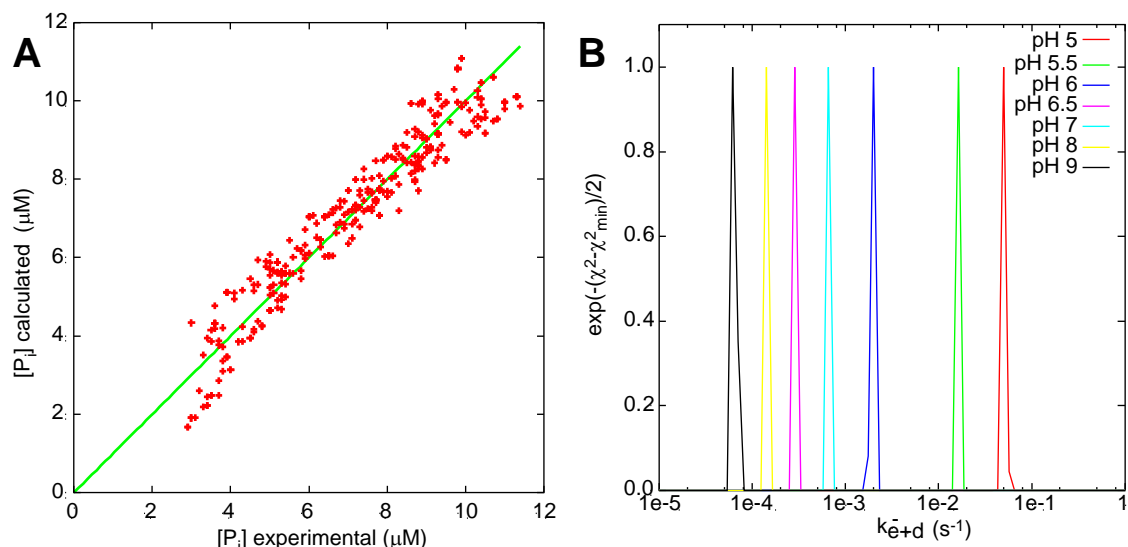 A
[Pi] calculated (μM)
12
10
8
6
4
2
0
0 2 4 6 8 10 12
[Pi] experimental (μM)
B
exp(-(χ²-χ²min)/2)
1.0
0.8
0.6
0.4
0.2
0.0
1e-5 1e-4 1e-3 1e-2 1e-1 1
k-e+d (s-1)
pH 5
pH 5.5
pH 6
pH 6.5
pH 7
pH 8
pH 9